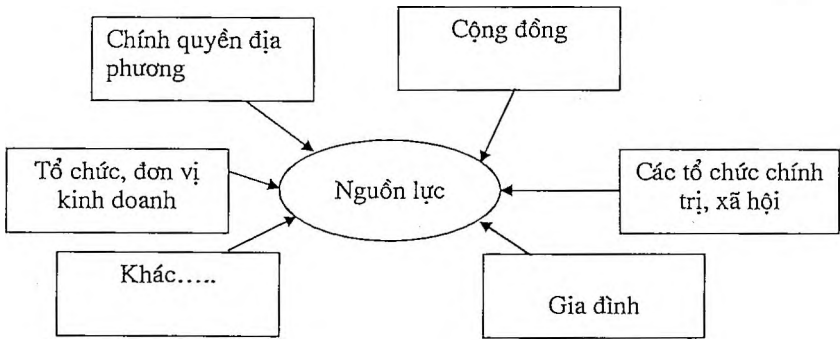 Chính quyền địa
phương
Cộng đồng
Tổ chức, đơn vị
kinh doanh
Nguồn lực
Các tổ chức chính
trị, xã hội
Khác.....
Gia đình